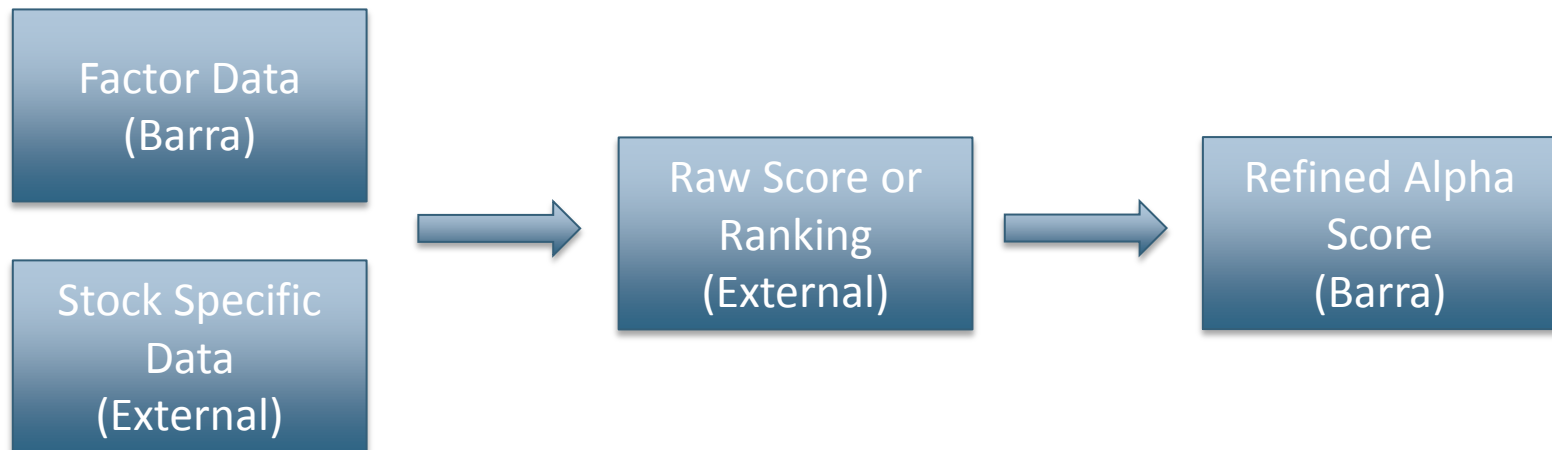 Factor Data
(Barra)
Stock Specific
Data
(External)
Raw Score or
Ranking
(External)
Refined Alpha
Score
(Barra)